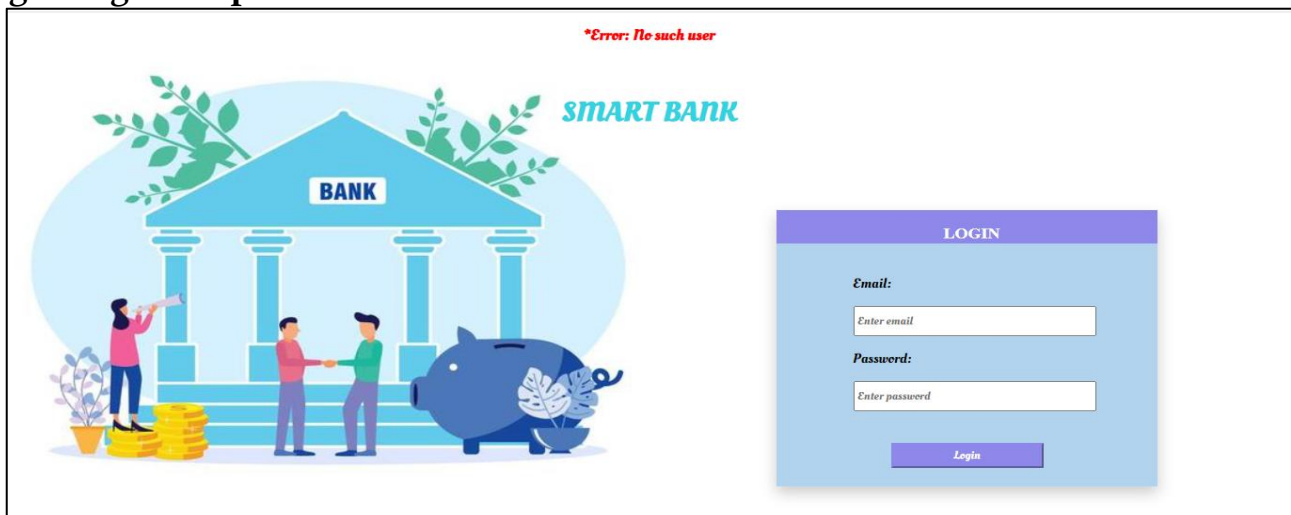 *Error: No such user
SMART BANK
BANK
LOGIN
Email:
Enter email
Password:
Enter password
Login